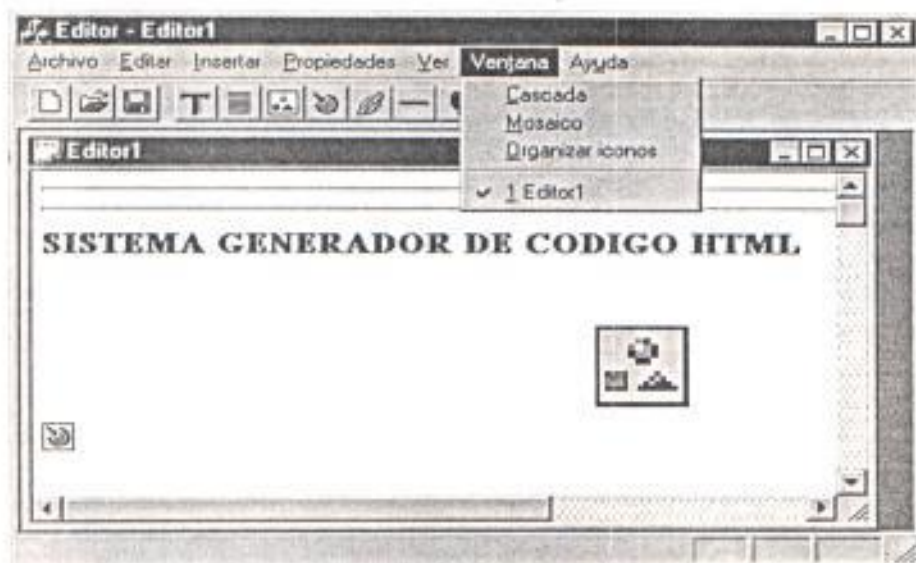 Editor - Editor1
Archivo Editar Insertar Propiedades Ver Ventana Ayuda
Cascada
Mosaico
Organizar iconos
1 Editor1
Editor1
SISTEMA GENERADOR DE CODIGO HTML